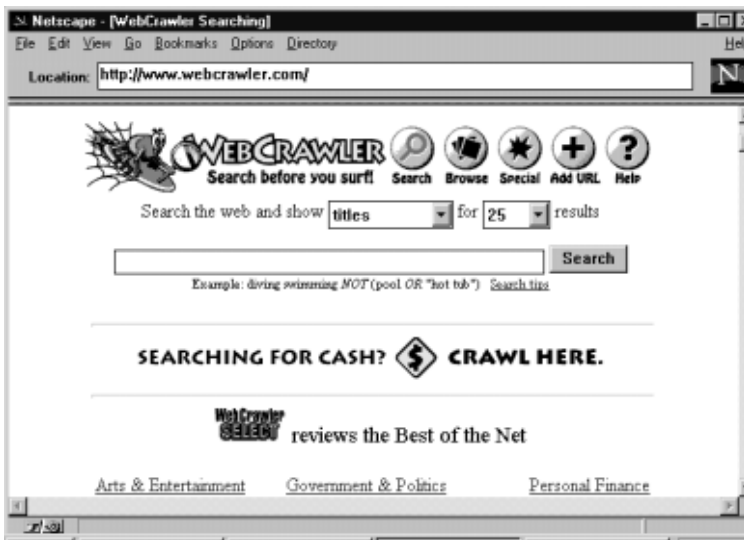 Netscape - [WebCrawler Searching]
File Edit View Go Bookmarks Options Directory Hel
Location: http://www.webcrawler.com/
N
WEBCRAWLER
Search before you surf!
Search Browse Special Add URL Help
Search the web and show titles for 25 results
Search
Example: diving swimming NOT (pool OR "hot tub") Search tips
SEARCHING FOR CASH? $ CRAWL HERE.
WebCrawler SELECT reviews the Best of the Net
Arts & Entertainment Government & Politics Personal Finance